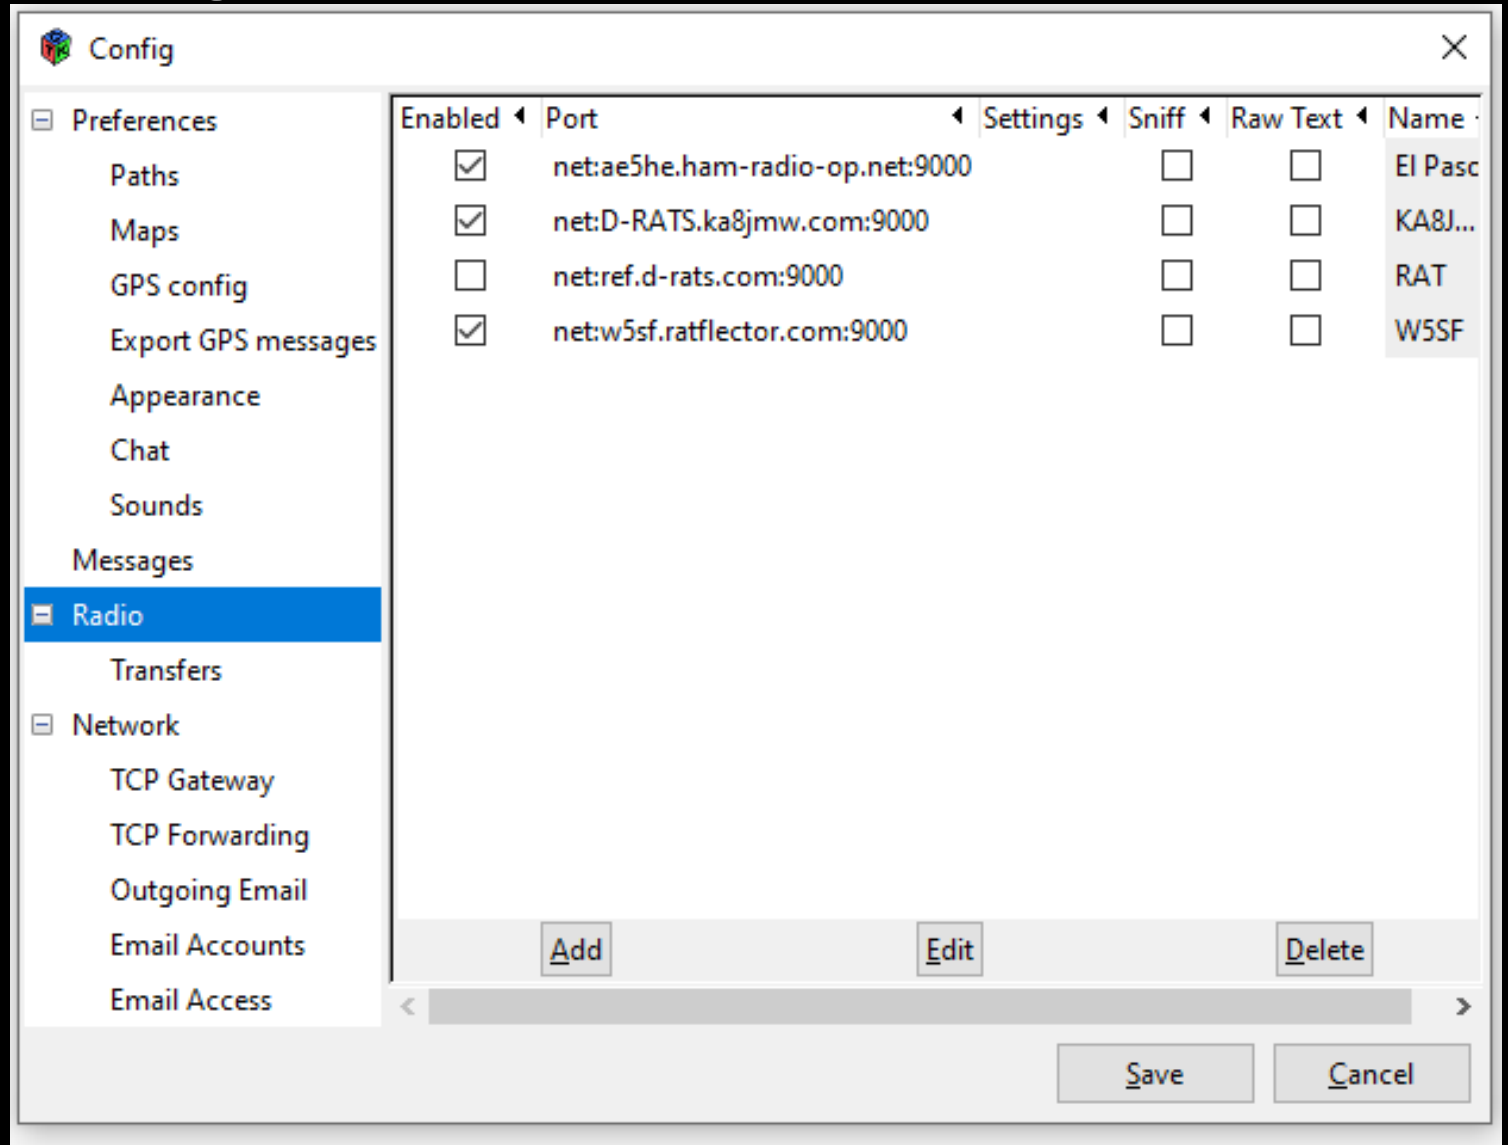 Config
Preferences
Paths
Maps
GPS config
Export GPS messages
Appearance
Chat
Sounds
Messages
Radio
Transfers
Network
TCP Gateway
TCP Forwarding
Outgoing Email
Email Accounts
Email Access
Enabled Port Settings Sniff Raw Text Name
net:ae5he.ham-radio-op.net:9000 El Pasc
net:D-RATS.ka8jmw.com:9000 KA8J...
net:ref.d-rats.com:9000 RAT
net:w5sf.ratflector.com:9000 W5SF
Add Edit Delete
Save Cancel